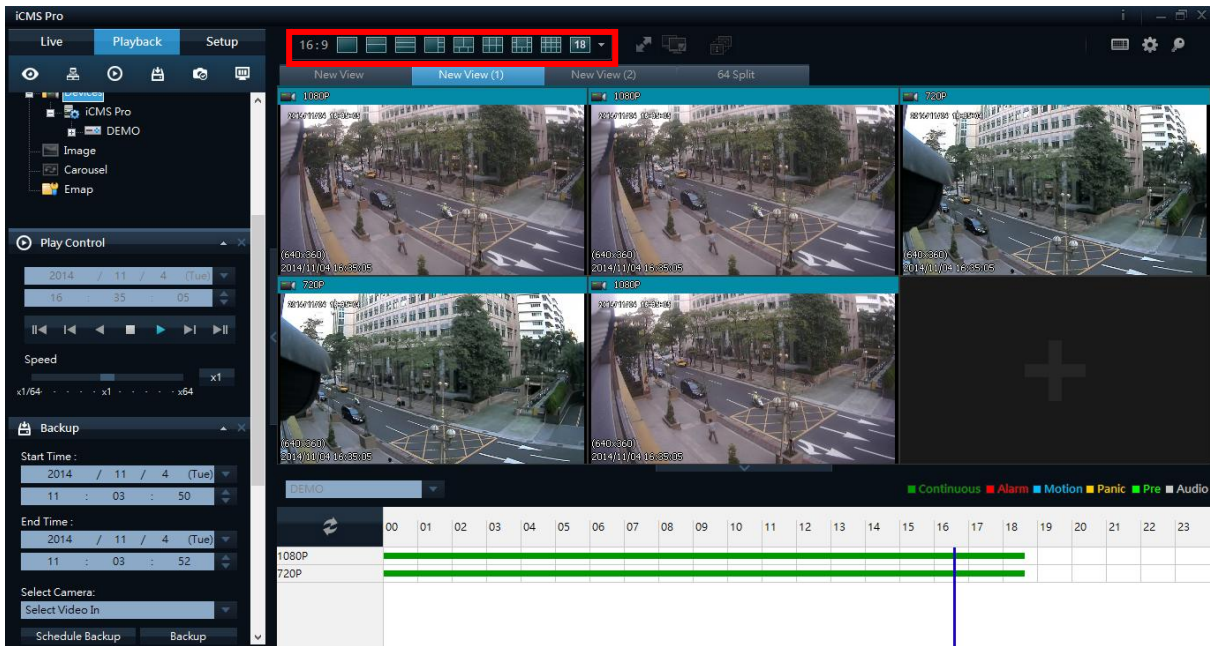 iCMS Pro
i
Live Playback Setup
16:9 18
New View New View (1) New View (2) 64 Split
Devices
iCMS Pro
DEMO
Image
Carousel
Emap
1080P 1080P 720P
(640x360) (640x360) (640x360)
2014/11/04 16:35:05 2014/11/04 16:35:05 2014/11/04 16:35:05
720P 1080P
(640x360) (640x360)
2014/11/04 16:35:05 2014/11/04 16:35:05
Play Control
2014 / 11 / 4 (Tue)
16 : 35 : 05
Speed
x1
x1/64 x1 x64
Backup
Start Time :
2014 / 11 / 4 (Tue)
11 : 03 : 50
End Time :
2014 / 11 / 4 (Tue)
11 : 03 : 52
Select Camera:
Select Video In
Schedule Backup Backup
DEMO
Continuous Alarm Motion Panic Pre Audio
00 01 02 03 04 05 06 07 08 09 10 11 12 13 14 15 16 17 18 19 20 21 22 23
1080P
720P